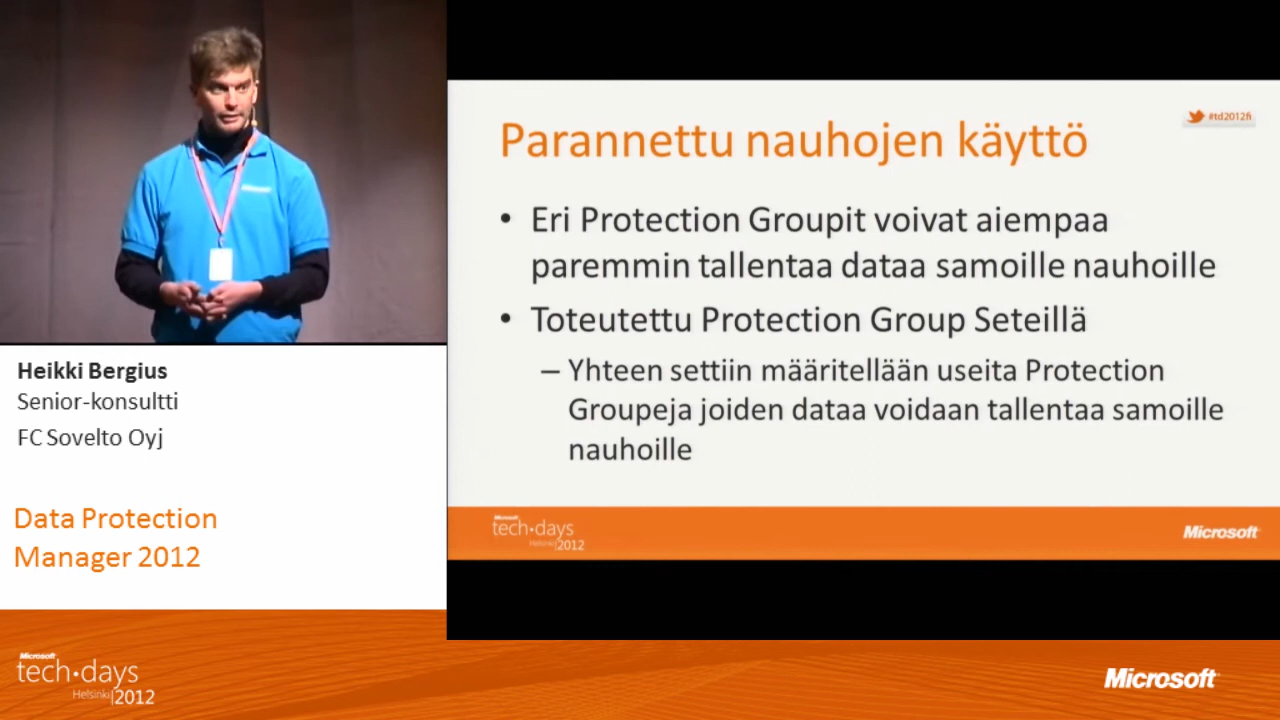 Heikki Bergius
Senior-konsultti
FC Sovelto Oyj
Data Protection
Manager 2012
#td2012fi
Parannettu nauhojen käyttö
• Eri Protection Groupit voivat aiempaa
paremmin tallentaa dataa samoille nauhoille
• Toteutettu Protection Group Seteillä
– Yhteen settiin määritellään useita Protection
Groupeja joiden dataa voidaan tallentaa samoille
nauhoille
Microsoft
tech•days
Helsinki|2012
Microsoft
Microsoft
tech•days
Helsinki|2012
Microsoft